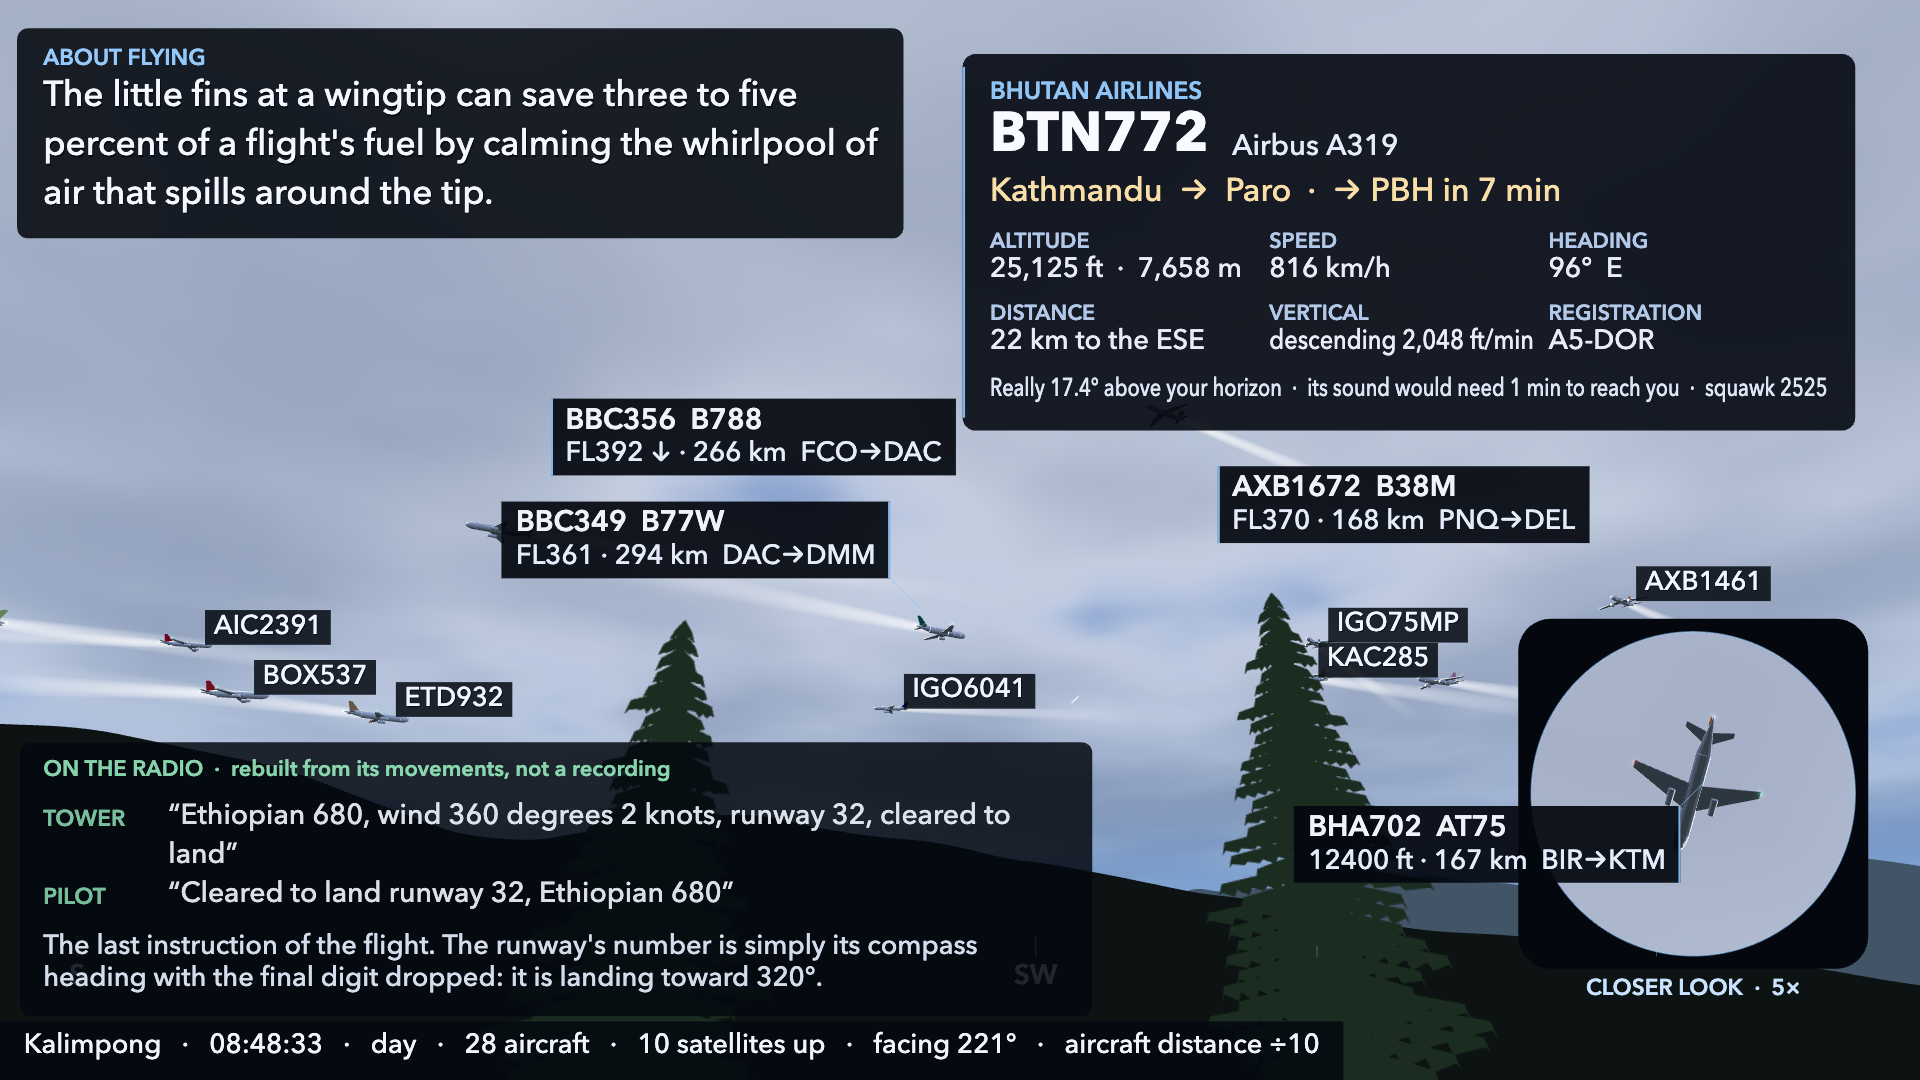 ABOUT FLYING
The little fins at a wingtip can save three to five
percent of a flight's fuel by calming the whirlpool of
air that spills around the tip.
BHUTAN AIRLINES
BTN772 Airbus A319
Kathmandu → Paro · → PBH in 7 min
ALTITUDE SPEED HEADING
25,125 ft · 7,658 m 816 km/h 96° E
DISTANCE VERTICAL REGISTRATION
22 km to the ESE descending 2,048 ft/min A5-DOR
Really 17.4° above your horizon · its sound would need 1 min to reach you · squawk 2525
BBC356 B788
FL392 ↓ · 266 km FCO→DAC
BBC349 B77W
FL361 · 294 km DAC→DMM
AXB1672 B38M
FL370 · 168 km PNQ→DEL
AXB1461
AIC2391
IGO75MP
KAC285
BOX537
ETD932
IGO6041
ON THE RADIO · rebuilt from its movements, not a recording
TOWER “Ethiopian 680, wind 360 degrees 2 knots, runway 32, cleared to
land”
PILOT “Cleared to land runway 32, Ethiopian 680”
The last instruction of the flight. The runway's number is simply its compass
heading with the final digit dropped: it is landing toward 320°.
S
SW
BHA702 AT75
12400 ft · 167 km BIR→KTM
CLOSER LOOK · 5×
Kalimpong · 08:48:33 · day · 28 aircraft · 10 satellites up · facing 221° · aircraft distance ÷10